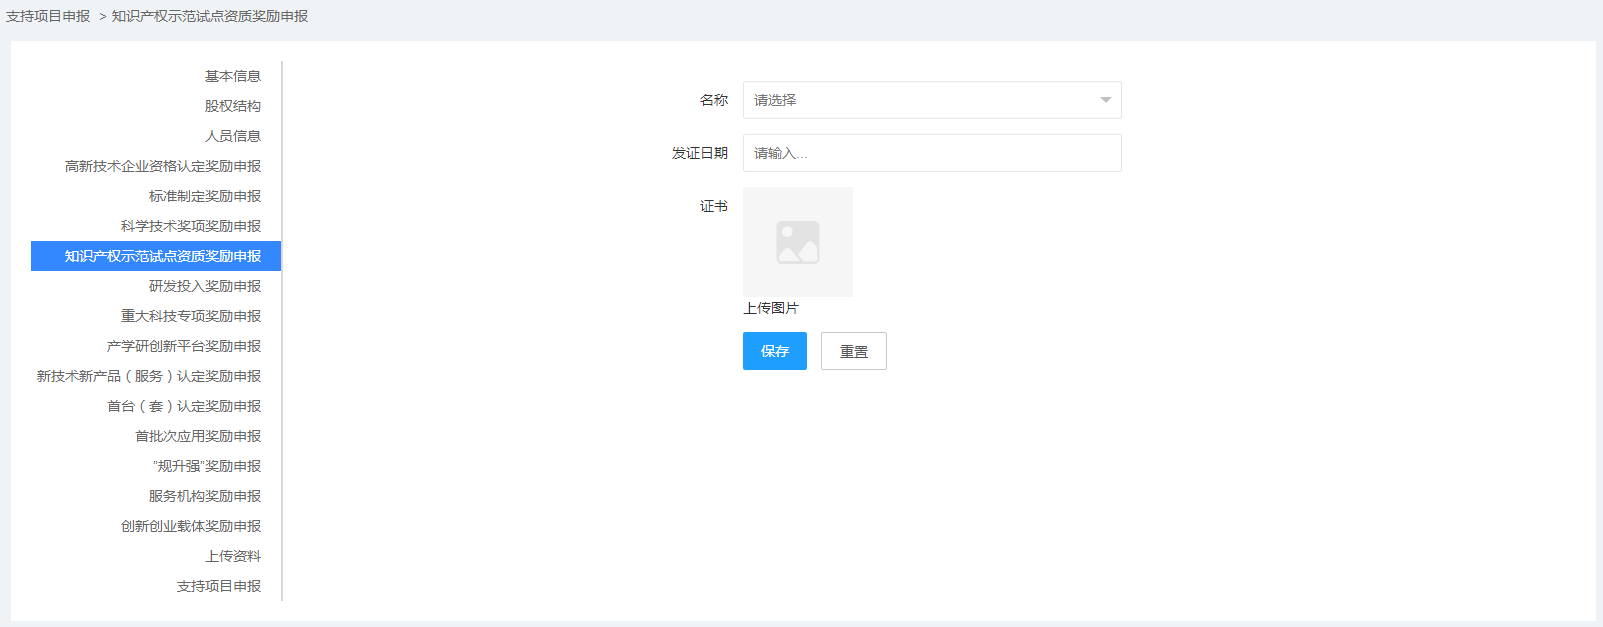 支持项目申报 > 知识产权示范试点资质奖励申报
基本信息
股权结构
人员信息
高新技术企业资格认定奖励申报
标准制定奖励申报
科学技术奖项奖励申报
知识产权示范试点资质奖励申报
研发投入奖励申报
重大科技专项奖励申报
产学研创新平台奖励申报
新技术新产品（服务）认定奖励申报
首台（套）认定奖励申报
首批次应用奖励申报
"规升强"奖励申报
服务机构奖励申报
创新创业载体奖励申报
上传资料
支持项目申报
名称 请选择
发证日期 请输入...
证书
上传图片
保存 重置